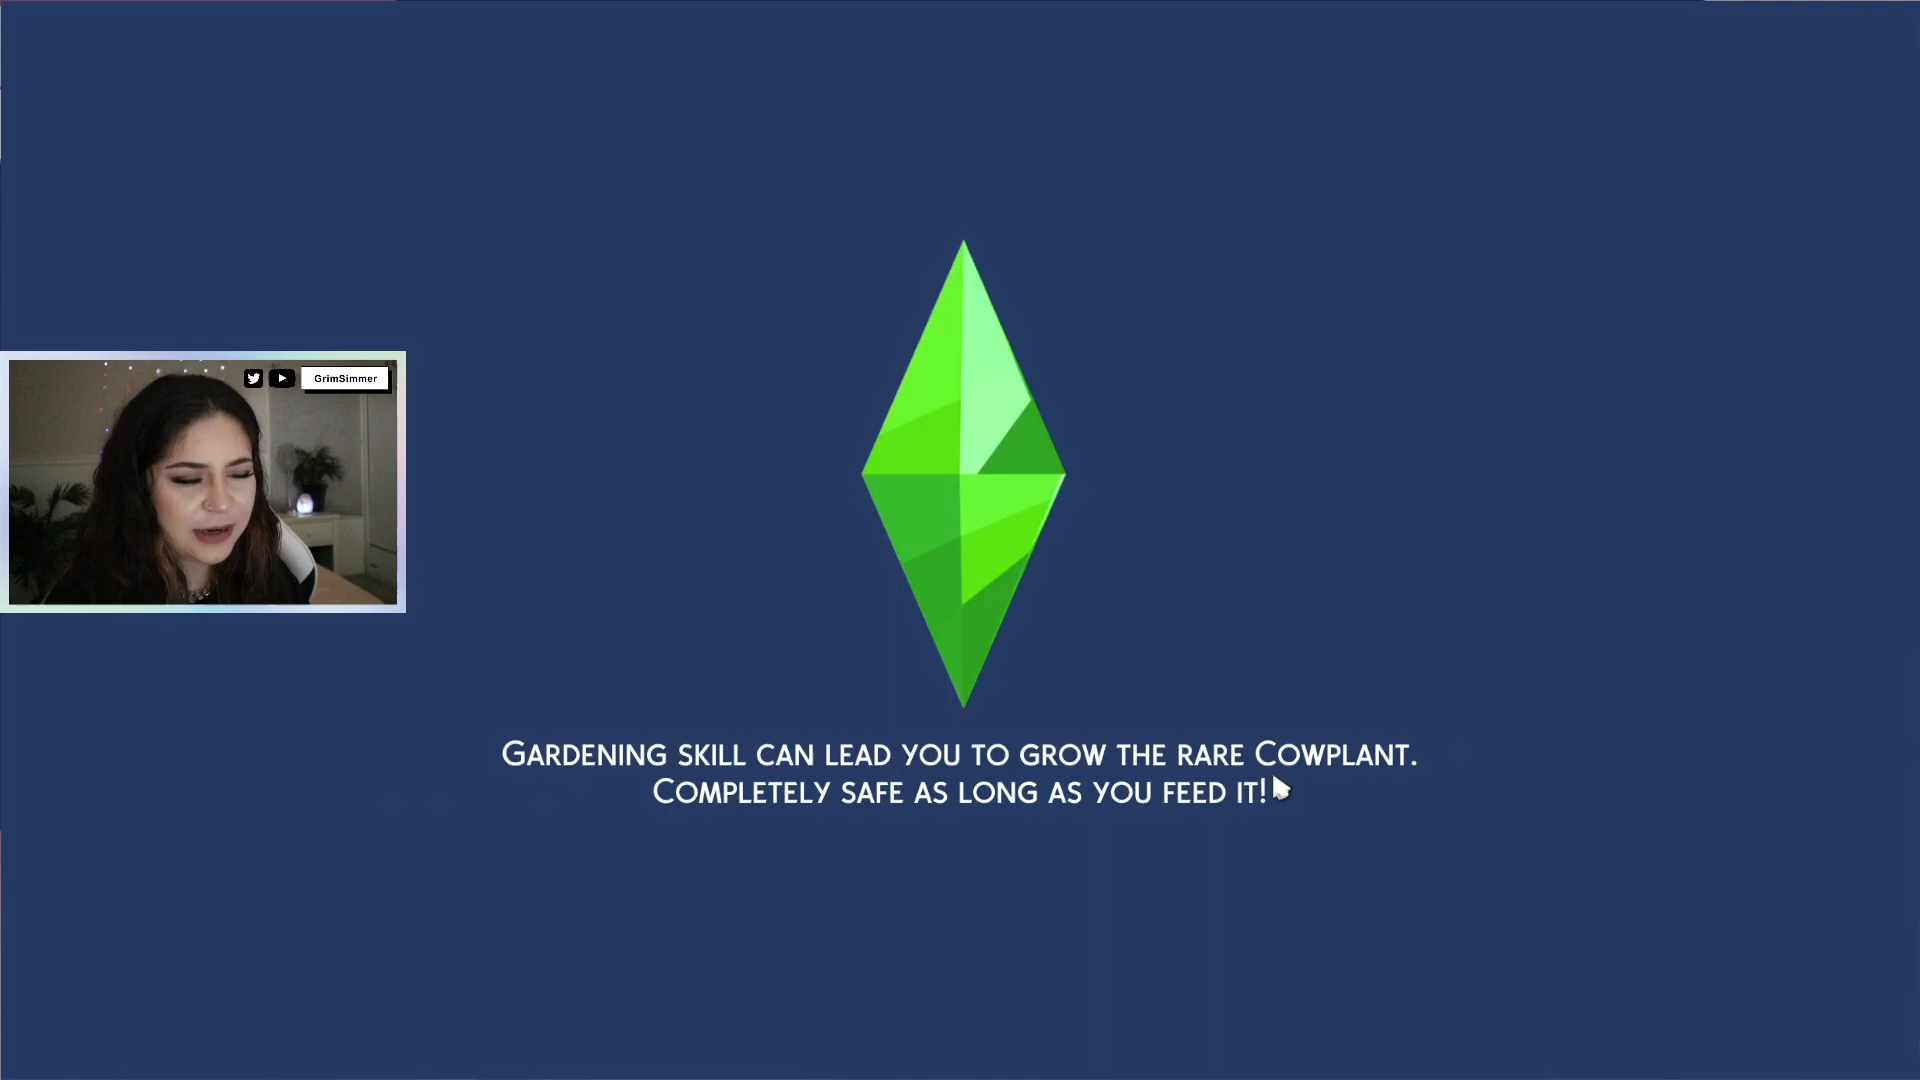 GrimSimmer
GARDENING SKILL CAN LEAD YOU TO GROW THE RARE COWPLANT.
COMPLETELY SAFE AS LONG AS YOU FEED IT!